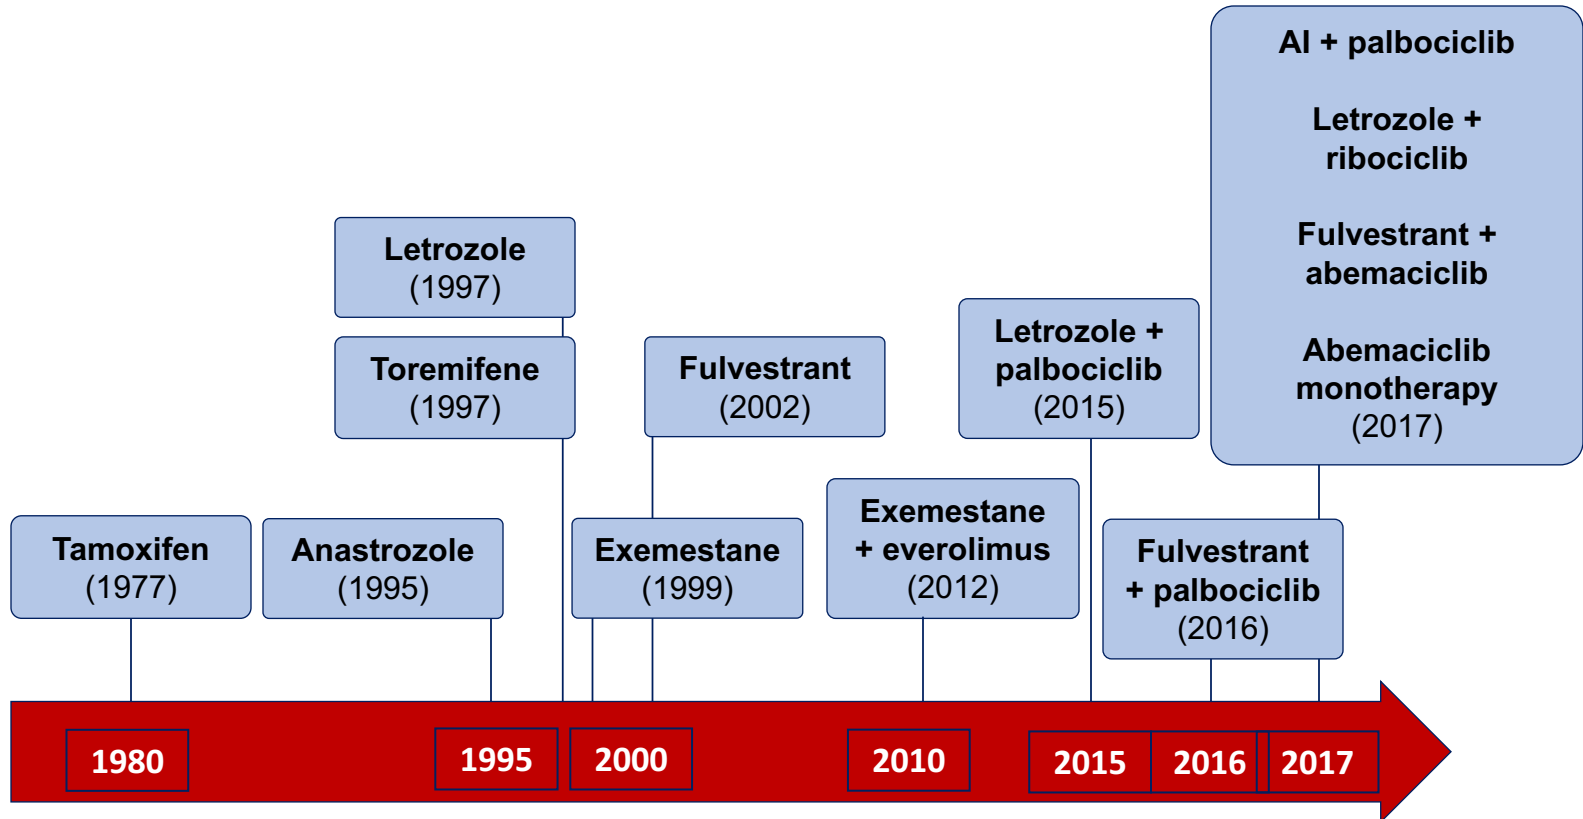 AI + palbociclib
Letrozole +
ribociclib
Fulvestrant +
abemaciclib
Abemaciclib
monotherapy
(2017)
Letrozole
(1997)
Toremifene
(1997)
Fulvestrant
(2002)
Letrozole +
palbociclib
(2015)
Tamoxifen
(1977)
Anastrozole
(1995)
Exemestane
(1999)
Exemestane
+ everolimus
(2012)
Fulvestrant
+ palbociclib
(2016)
1980
1995
2000
2010
2015
2016
2017